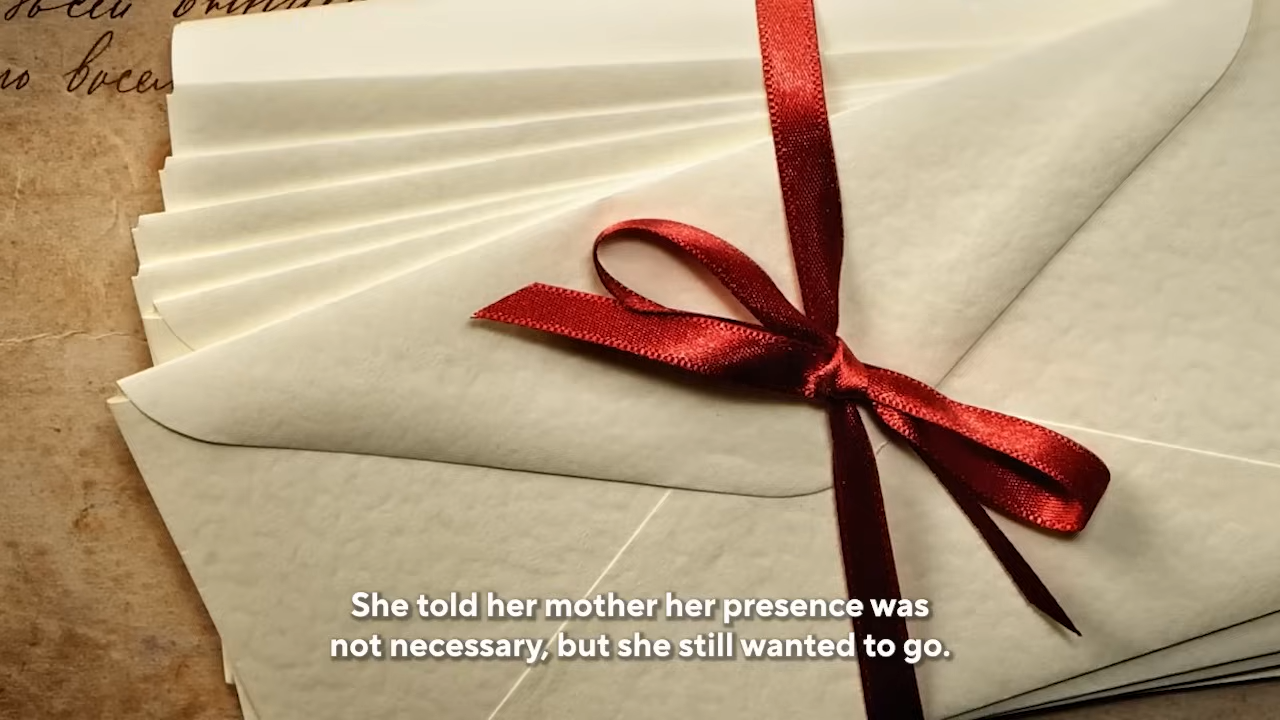 She told her mother her presence was
not necessary, but she still wanted to go.